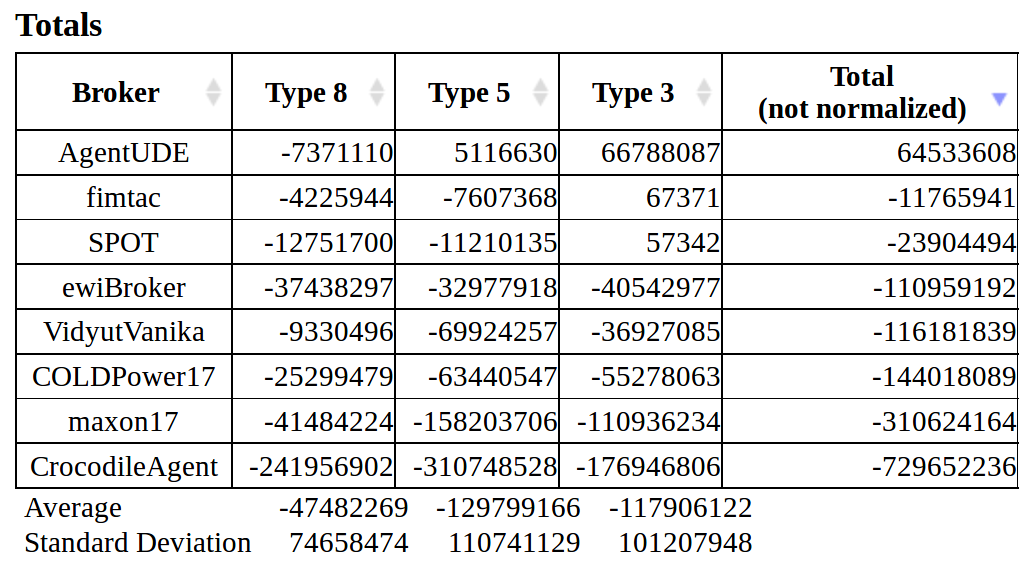 Totals
Broker Type 8 Type 5 Type 3 Total
(not normalized)
AgentUDE -7371110 5116630 66788087 64533608
fimtac -4225944 -7607368 67371 -11765941
SPOT -12751700 -11210135 57342 -23904494
ewiBroker -37438297 -32977918 -40542977 -110959192
VidyutVanika -9330496 -69924257 -36927085 -116181839
COLDPower17 -25299479 -63440547 -55278063 -144018089
maxon17 -41484224 -158203706 -110936234 -310624164
CrocodileAgent -241956902 -310748528 -176946806 -729652236
Average -47482269 -129799166 -117906122
Standard Deviation 74658474 110741129 101207948